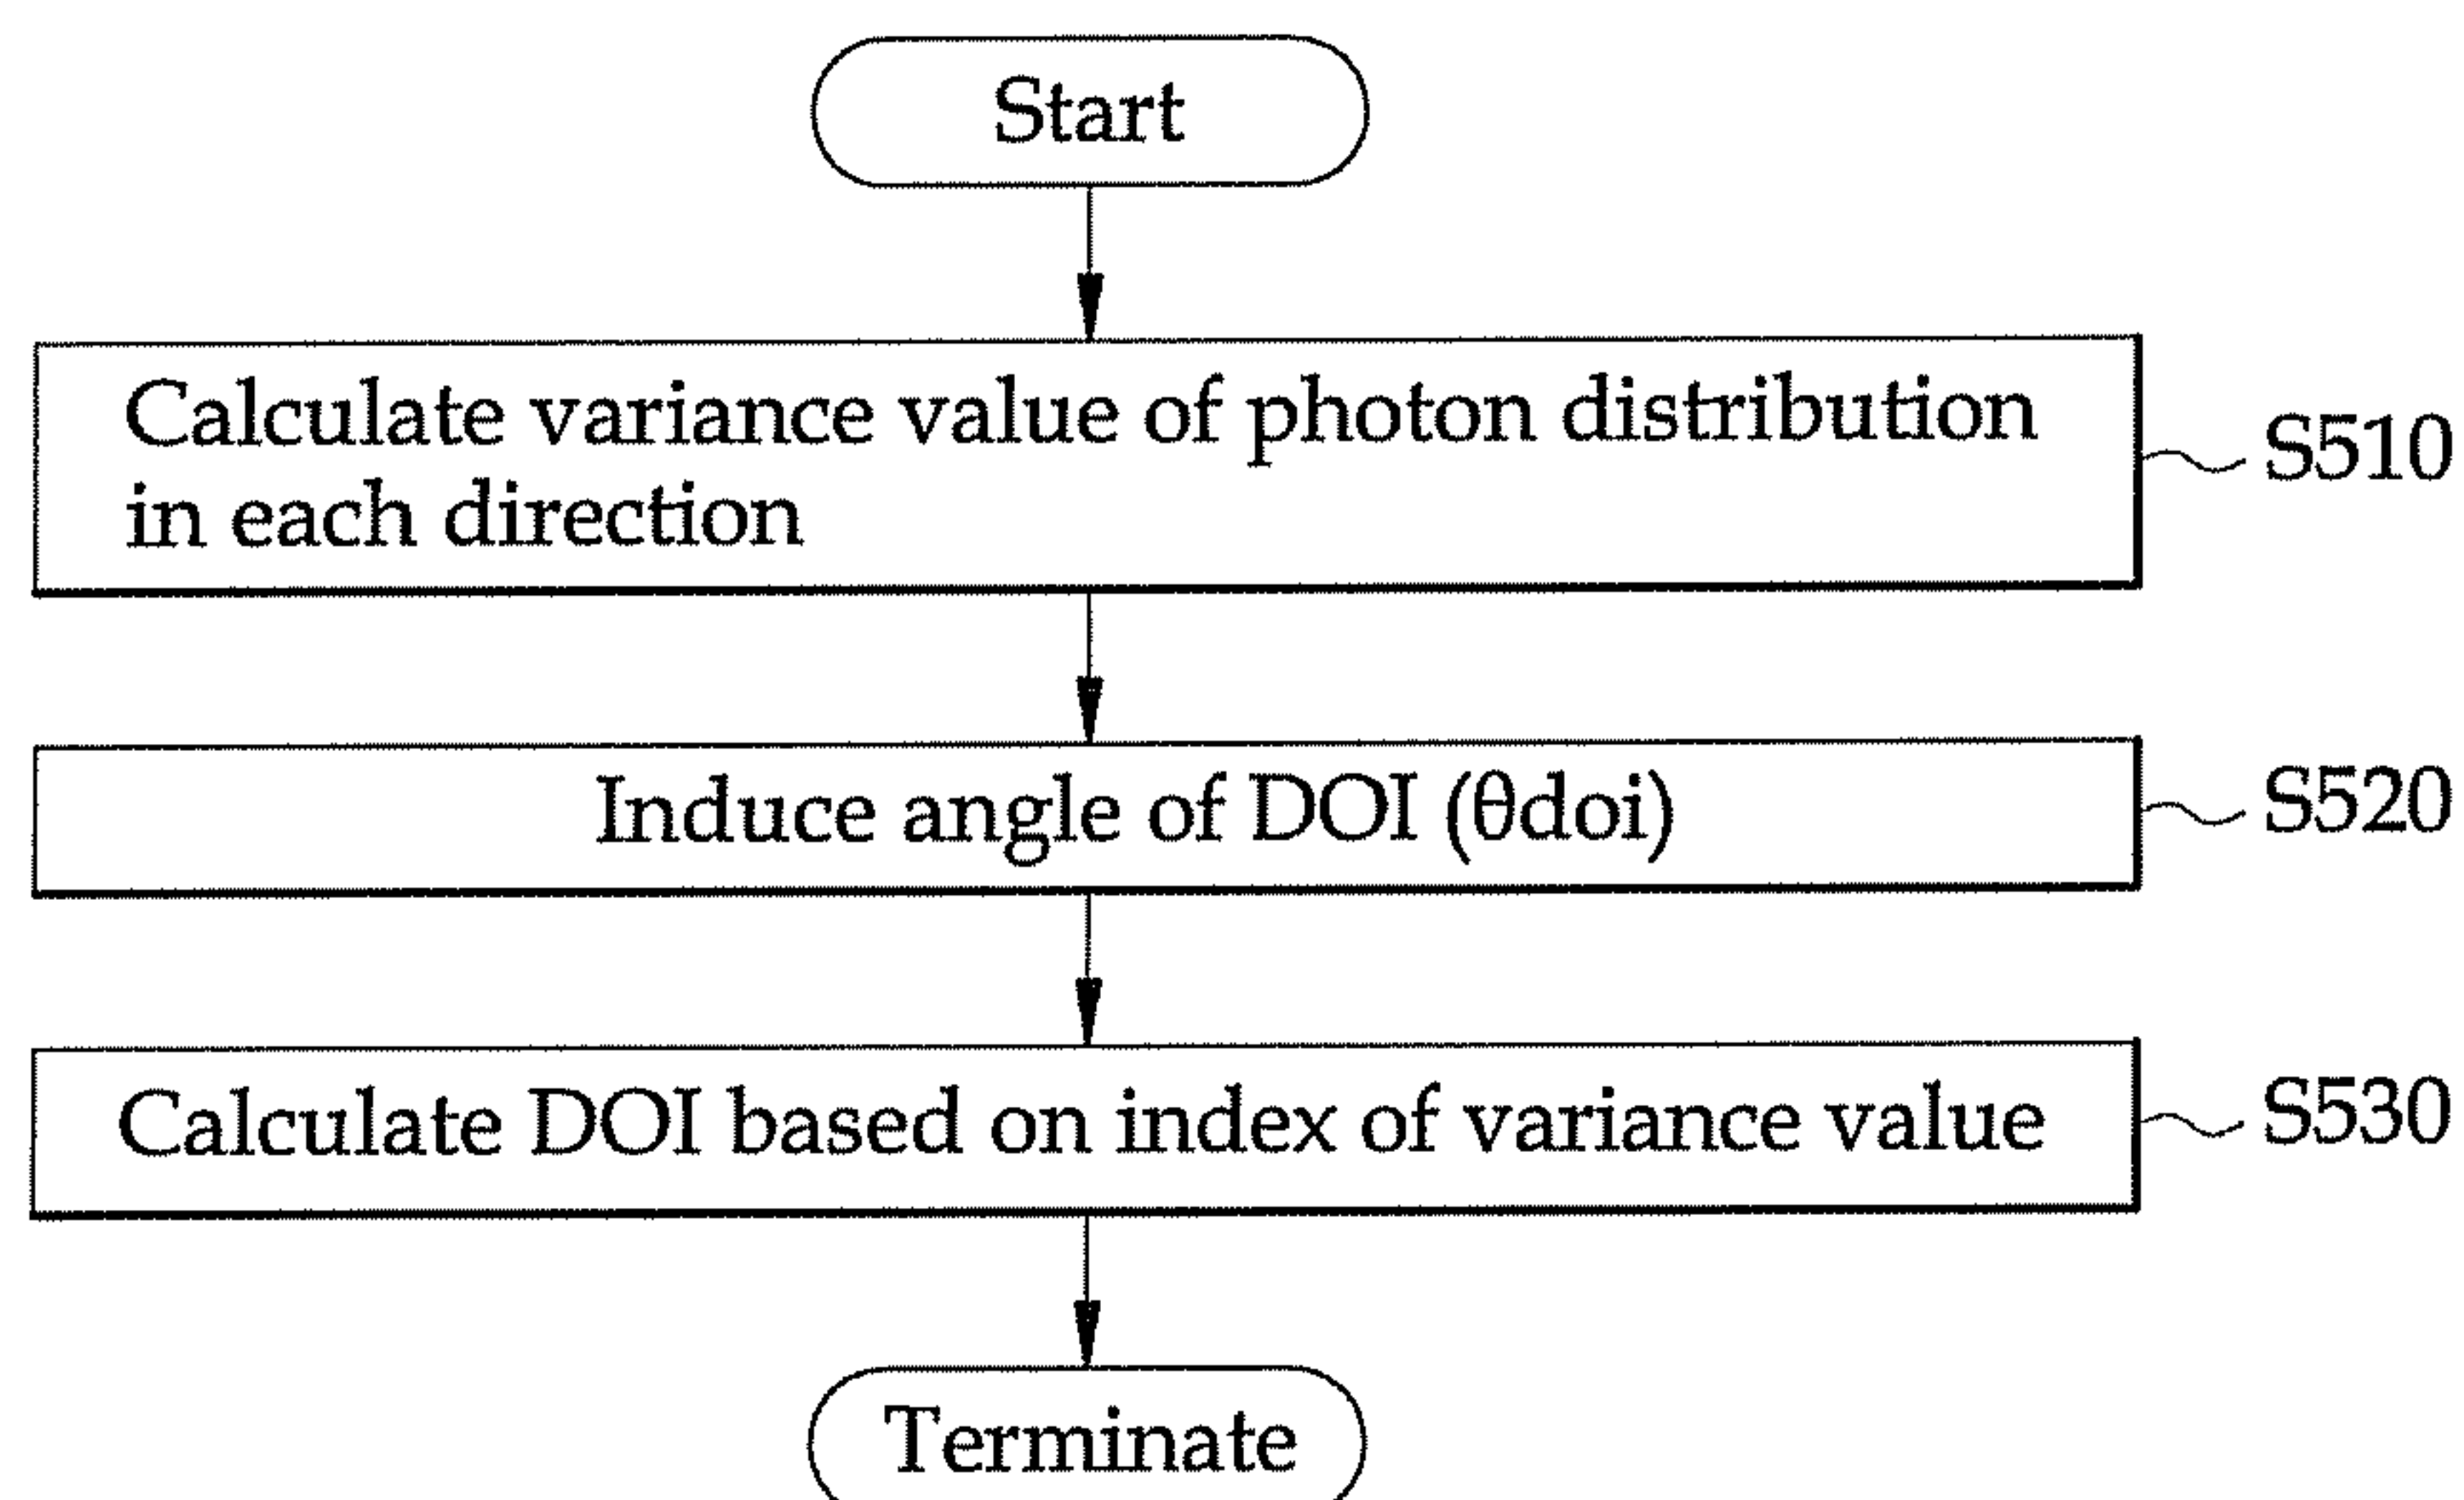 Start
Calculate variance value of photon distribution
in each direction
S510
Induce angle of DOI (θdoi)
S520
Calculate DOI based on index of variance value
S530
Terminate